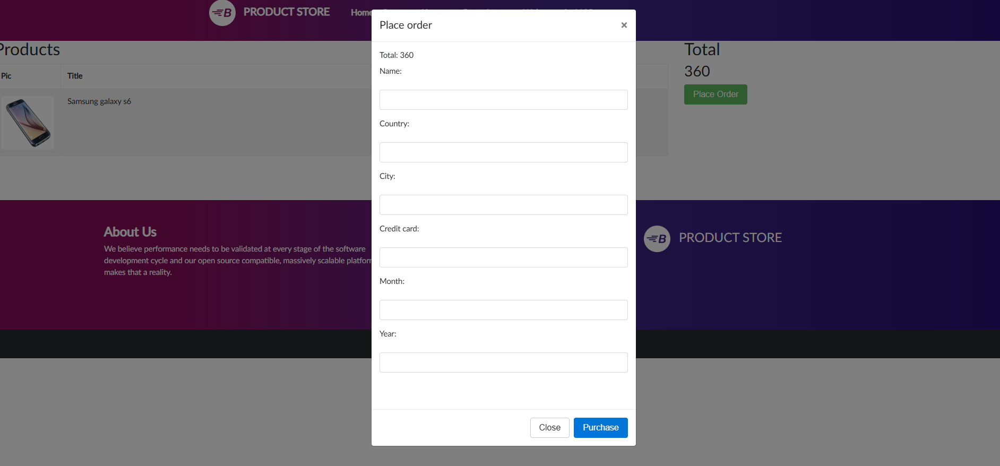 PRODUCT STORE
Home
Place order
×
Products
Total
360
Place Order
Pic
Title
Samsung galaxy s6
Total: 360
Name:
Country:
City:
Credit card:
Month:
Year:
Close
Purchase
About Us
We believe performance needs to be validated at every stage of the software
development cycle and our open source compatible, massively scalable platfor
makes that a reality.
B PRODUCT STORE